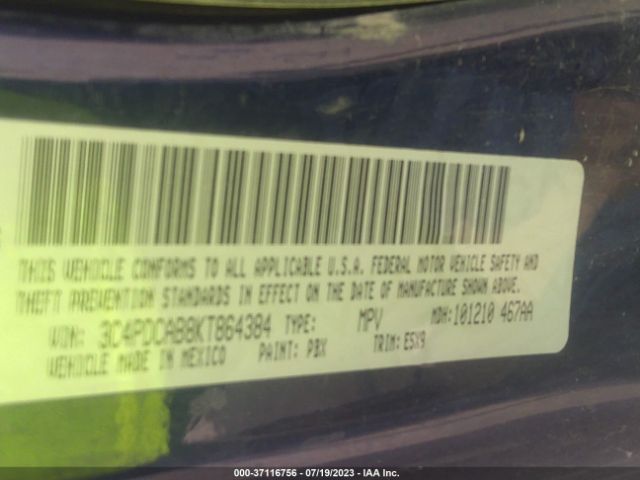 THIS VEHICLE CONFORMS TO ALL APPLICABLE U.S.A. FEDERAL MOTOR VEHICLE SAFETY AND
THEFT PREVENTION STANDARDS IN EFFECT ON THE DATE OF MANUFACTURE SHOWN ABOVE.
VIN: 3C4PDCAB8KT864384 TYPE: MPV MDH:101210 467AA
VEHICLE MADE IN MEXICO PAINT: PBX TRIM: E5X9
000-37116756 - 07/19/2023 - IAA Inc.